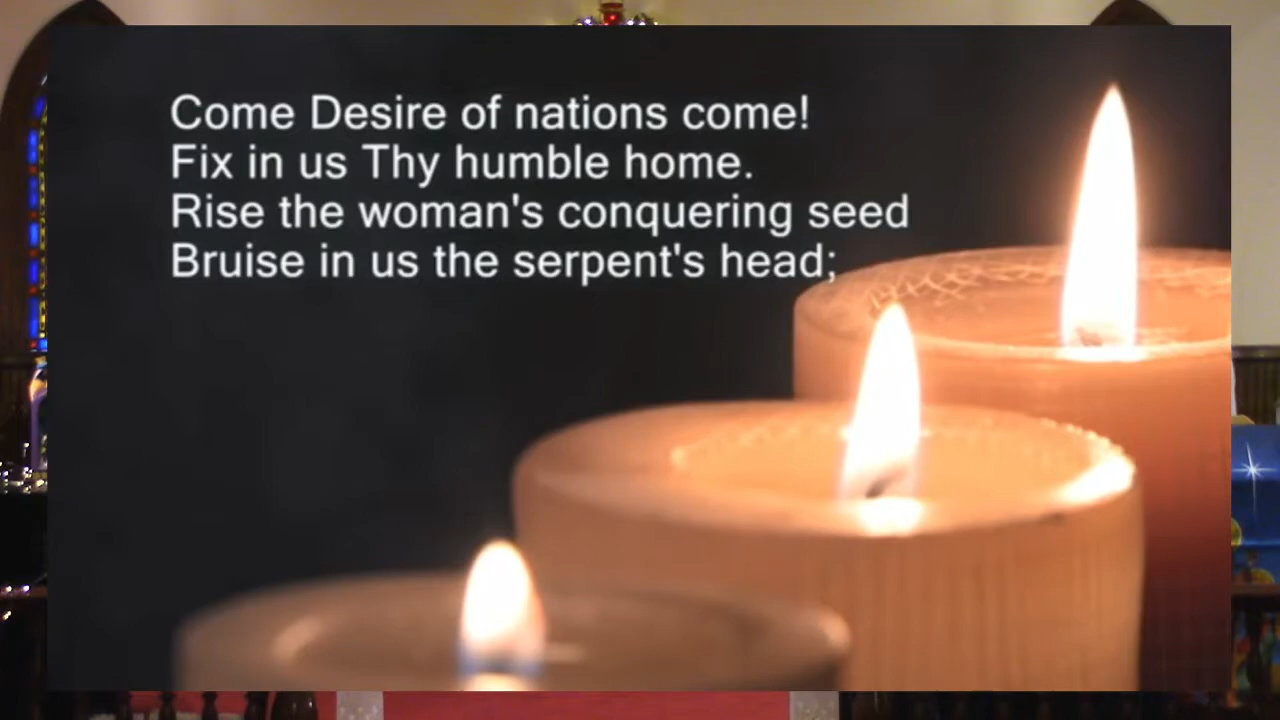 Come Desire of nations come!
Fix in us Thy humble home.
Rise the woman's conquering seed
Bruise in us the serpent's head;